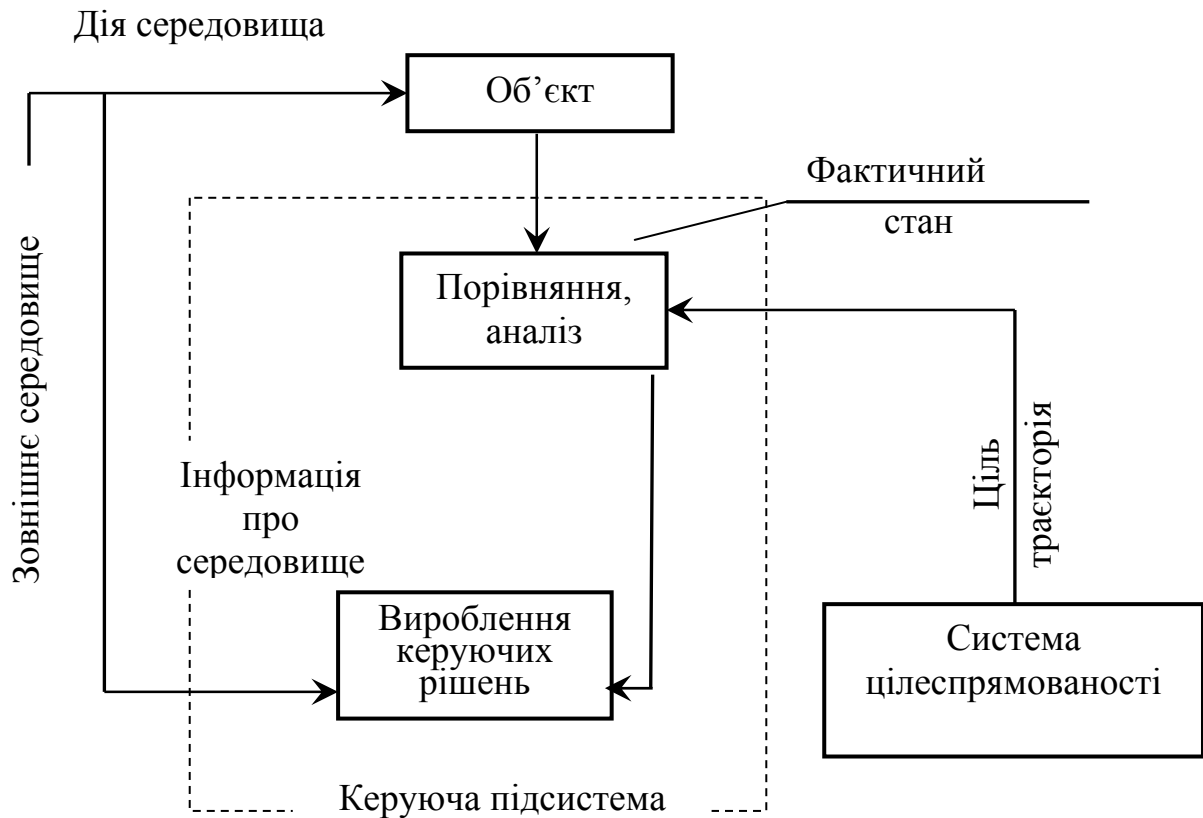 Дія середовища
Об’єкт
Фактичний
стан
Порівняння,
аналіз
Зовнішнє середовище
Ціль
траєкторія
Інформація
про
середовище
Вироблення
керуючих
рішень
Система
цілеспрямованості
Керуюча підсистема